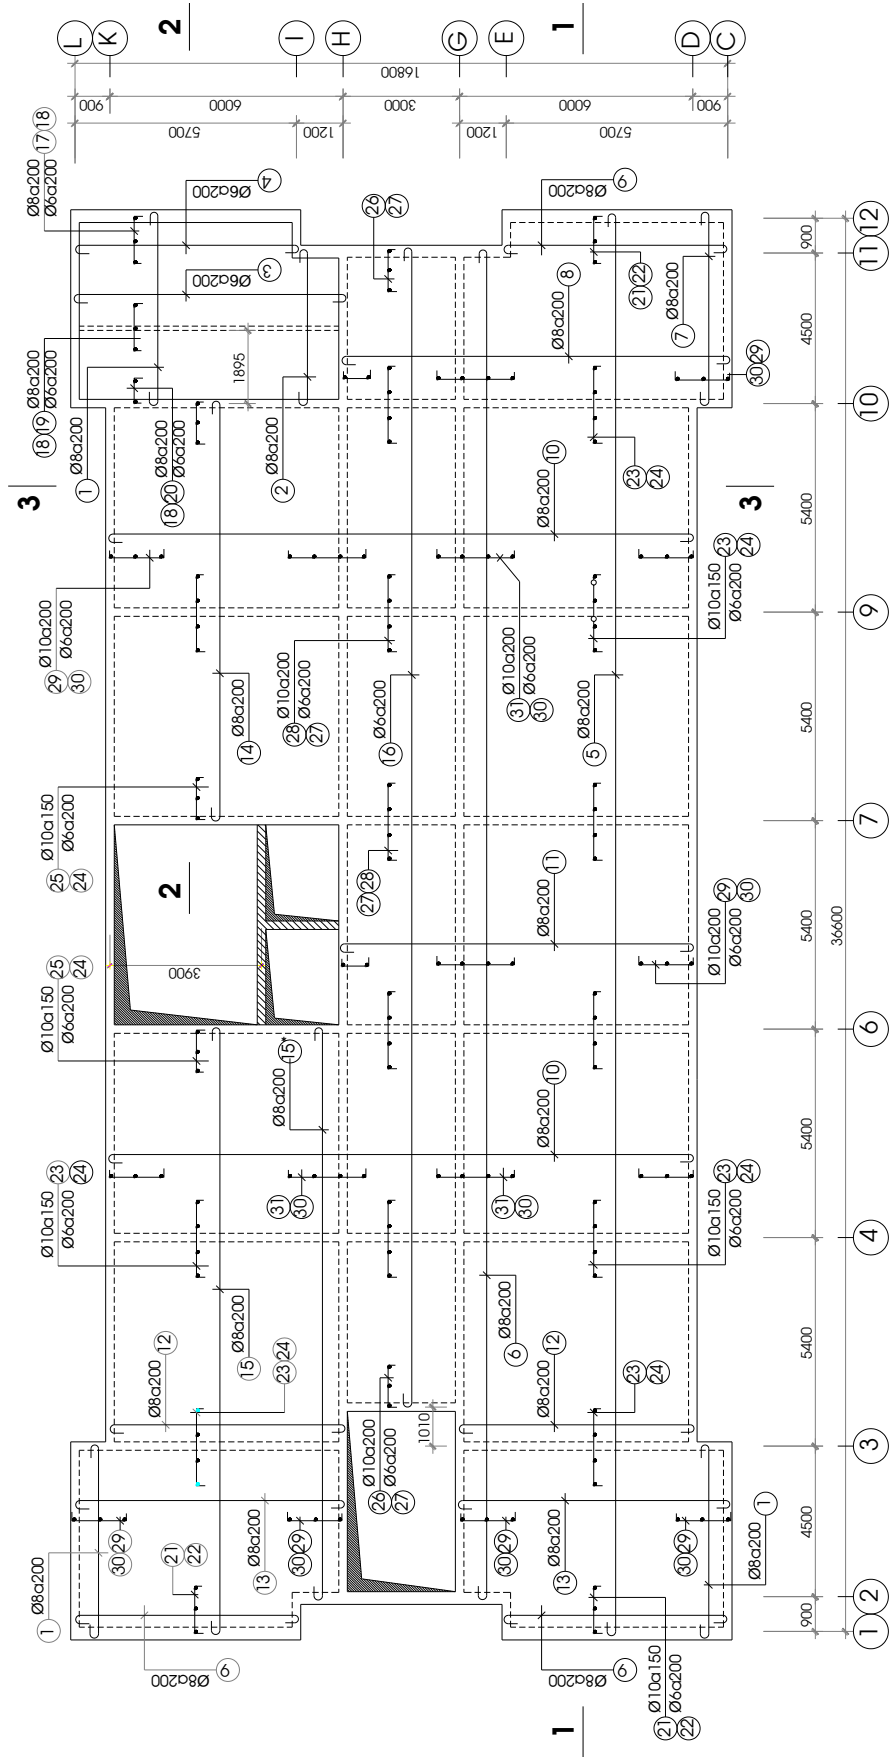 1
Ø8a200
9
Ø8a200
1
Ø8a200
21 22
30 29
30 29
Ø8a200
13
Ø8a200
12
23 24
15
Ø8a200
Ø10a150
Ø6a200
23
24
31
30
Ø8a200
15*
Ø10a150
Ø6a200
25
24
3900
2
25
24
Ø10a150
Ø6a200
14
Ø8a200
29
30
Ø10a200
Ø6a200
3
1
Ø8a200
18 20
Ø8a200
Ø6a200
2
Ø8a200
18 19
Ø8a200
Ø6a200
1895
Ø6a200
3
Ø6a200
4
Ø8a200
Ø6a200
17 18
2
26
27
Ø10a200
Ø6a200
1010
27 28
28
27
Ø10a200
Ø6a200
16
Ø6a200
26
27
6
Ø8a200
31
30
31
30
Ø10a200
Ø6a200
9
Ø8a200
30 29
30 29
13
Ø8a200
Ø8a200
12
Ø8a200
10
Ø8a200
11
Ø8a200
10
Ø8a200
8
Ø8a200
9
5
Ø8a200
21
22
Ø10a150
Ø6a200
1
Ø8a200
23
24
Ø10a150
Ø6a200
23
24
Ø10a200
Ø6a200
29
30
Ø10a150
Ø6a200
23
24
23
24
21 22
7
Ø8a200
30 29
3
1
900
4500
5400
5400
5400
5400
5400
4500
900
36600
1
2
3
4
6
7
9
10
11
12
5700
1200
1200
5700
900
6000
3000
6000
900
16800
L
K
I
H
G
E
D
C